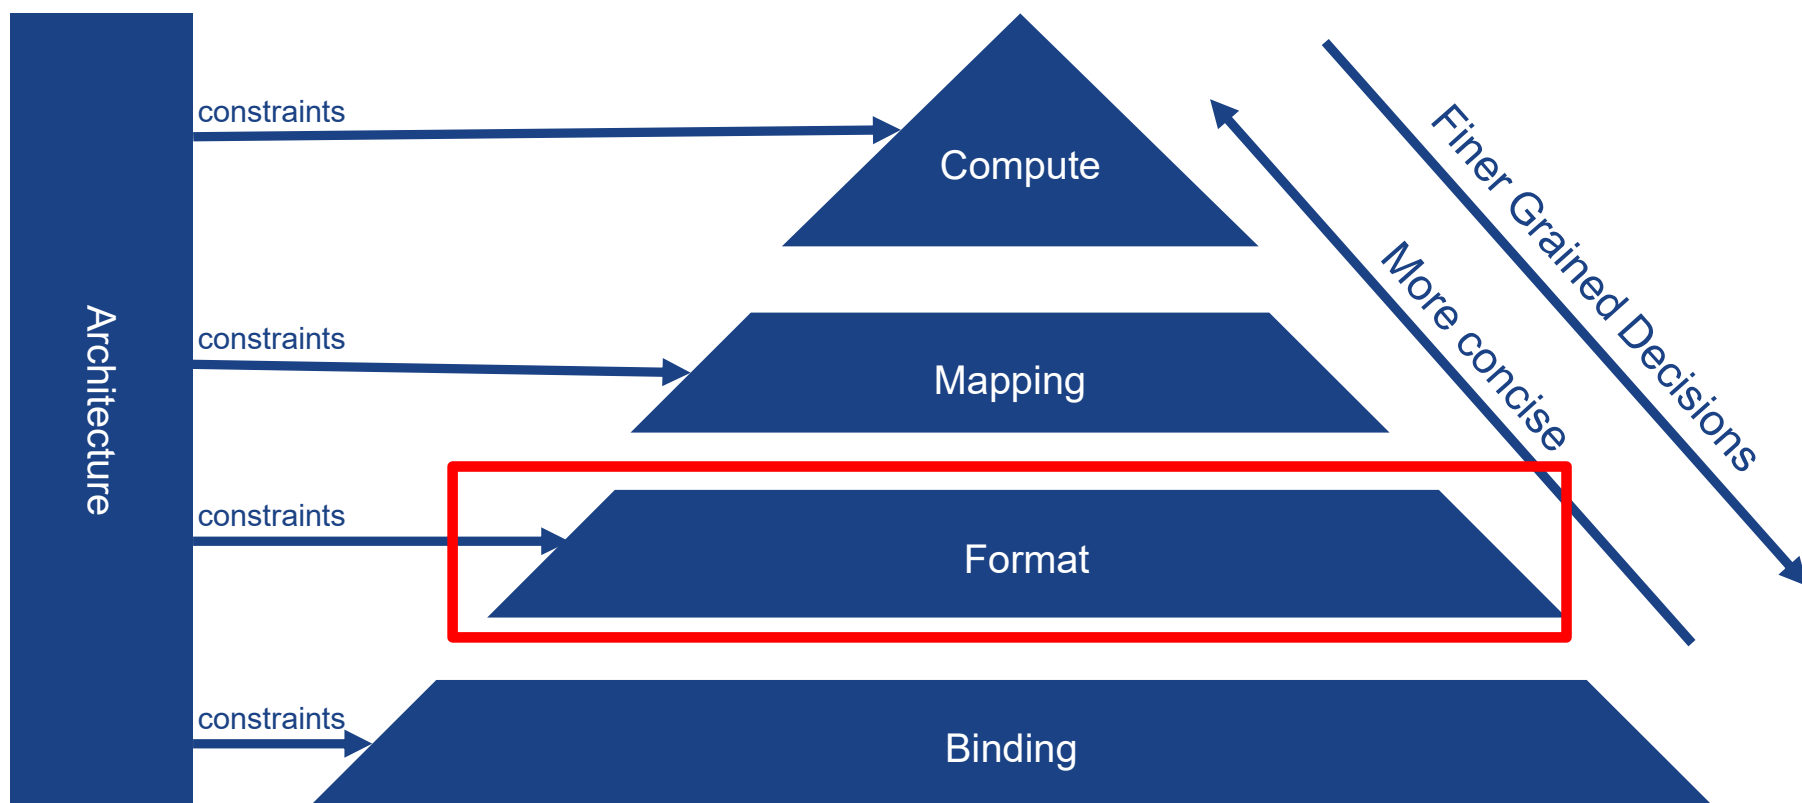 Architecture
constraints
Compute
constraints
Mapping
constraints
Format
constraints
Binding
More concise
Finer Grained Decisions